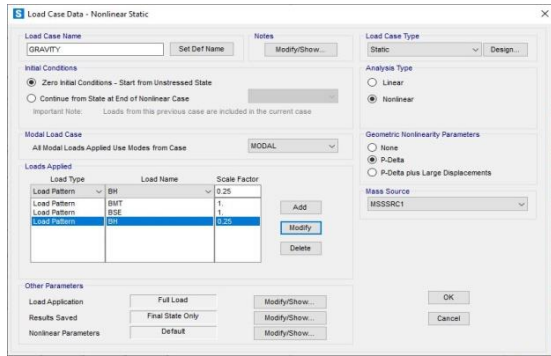 S Load Case Data - Nonlinear Static
Load Case Name
GRAVITY
Set Def Name
Notes
Modify/Show...
Load Case Type
Static
Design...
Initial Conditions
Zero Initial Conditions - Start from Unstressed State
Continue from State at End of Nonlinear Case
Important Note: Loads from this previous case are included in the current case
Analysis Type
Linear
Nonlinear
Modal Load Case
All Modal Loads Applied Use Modes from Case
MODAL
Geometric Nonlinearity Parameters
None
P-Delta
P-Delta plus Large Displacements
Loads Applied
Load Type Load Name Scale Factor
Load Pattern BH 0.25
Load Pattern BMT 1.
Load Pattern BSE 1.
Load Pattern BH 0.25
Add
Modify
Delete
Mass Source
MSSSRC1
Other Parameters
Load Application Full Load Modify/Show...
Results Saved Final State Only Modify/Show...
Nonlinear Parameters Default Modify/Show...
OK
Cancel